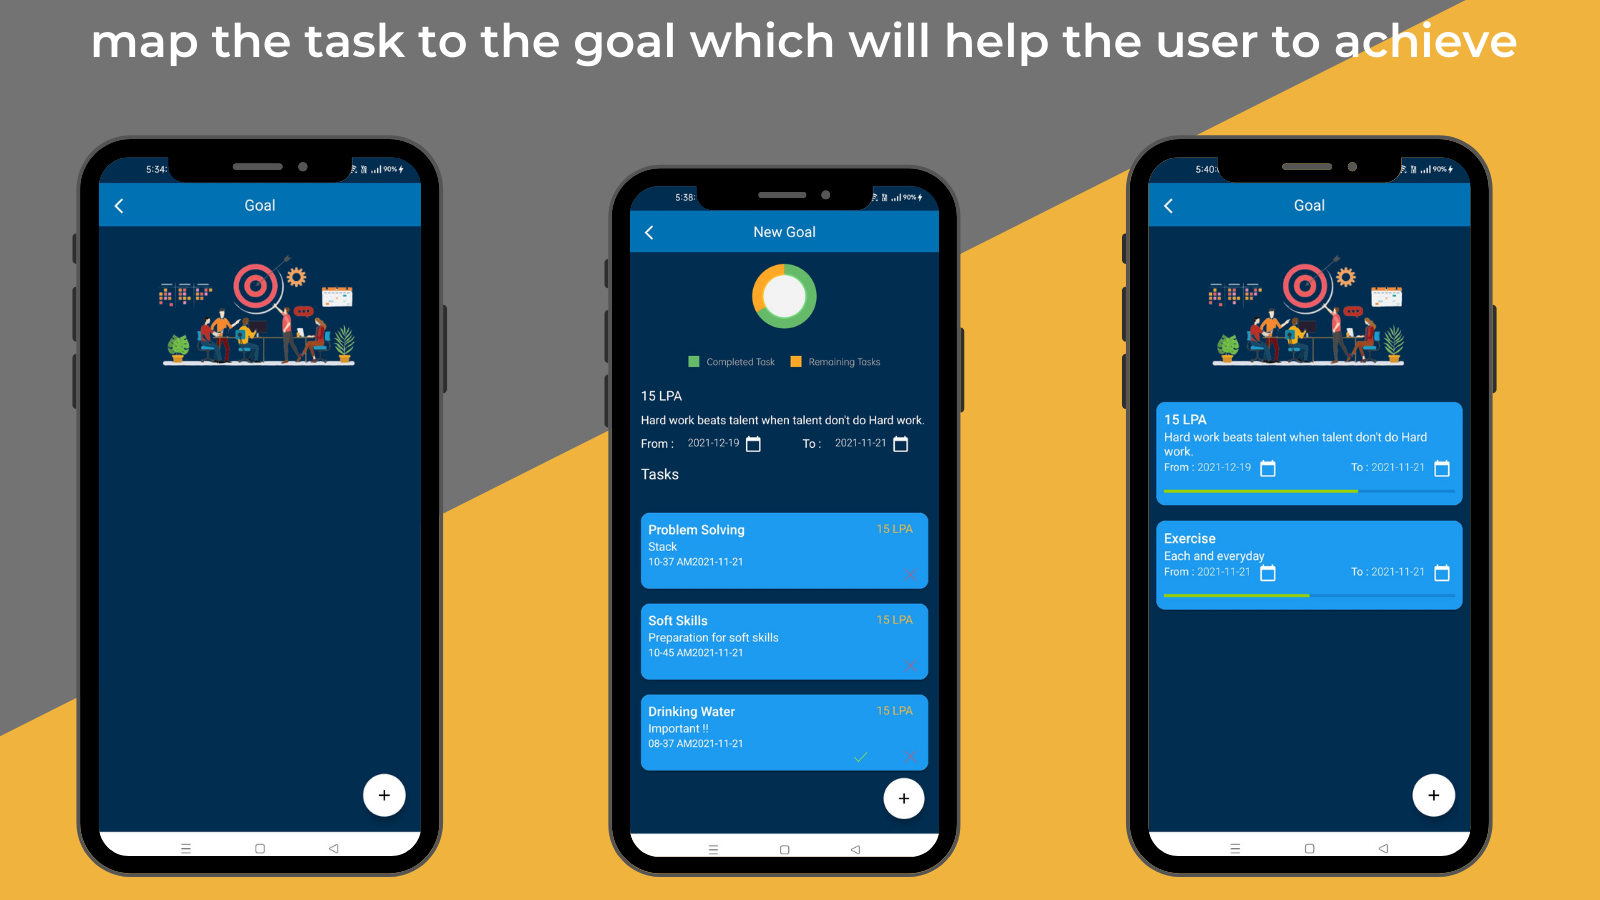 map the task to the goal which will help the user to achieve
5:34:
90%
Goal
5:38:
90%
New Goal
Completed Task
Remaining Tasks
15 LPA
Hard work beats talent when talent don't do Hard work.
From : 2021-12-19 To : 2021-11-21
Tasks
Problem Solving 15 LPA
Stack
10-37 AM2021-11-21
Soft Skills 15 LPA
Preparation for soft skills
10-45 AM2021-11-21
Drinking Water 15 LPA
Important !!
08-37 AM2021-11-21
+
5:40:
90%
Goal
15 LPA
Hard work beats talent when talent don't do Hard
work.
From : 2021-12-19 To : 2021-11-21
Exercise
Each and everyday
From : 2021-11-21 To : 2021-11-21